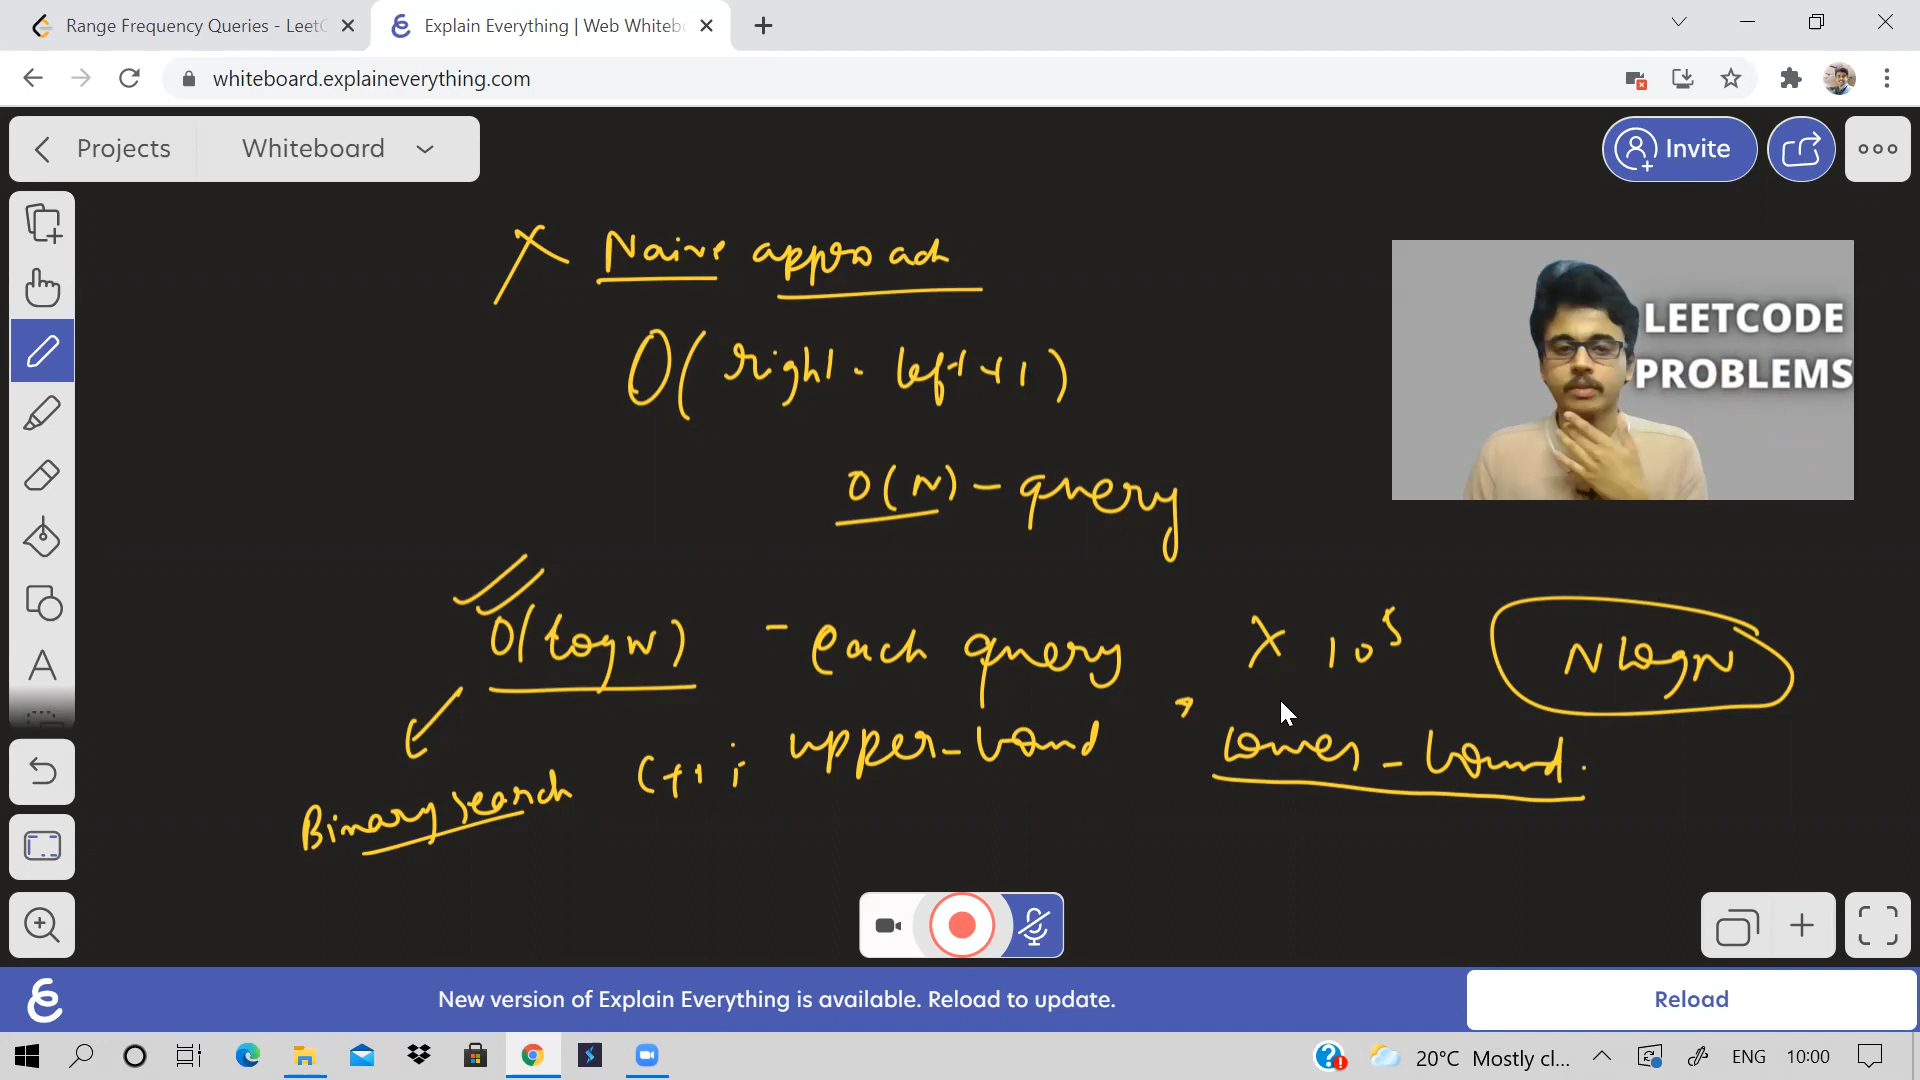 Range Frequency Queries - LeetC
Explain Everything | Web Whitebo
whiteboard.explaineverything.com
Projects
Whiteboard
Invite
Naive approach
O( right - left + 1 )
LEETCODE
PROBLEMS
O(N) - query
O(logN) - each query X 10^5 NlogN
Binary search C++ ; upper_bound , lower_bound .
New version of Explain Everything is available. Reload to update.
Reload
20°C Mostly cl...
ENG
10:00